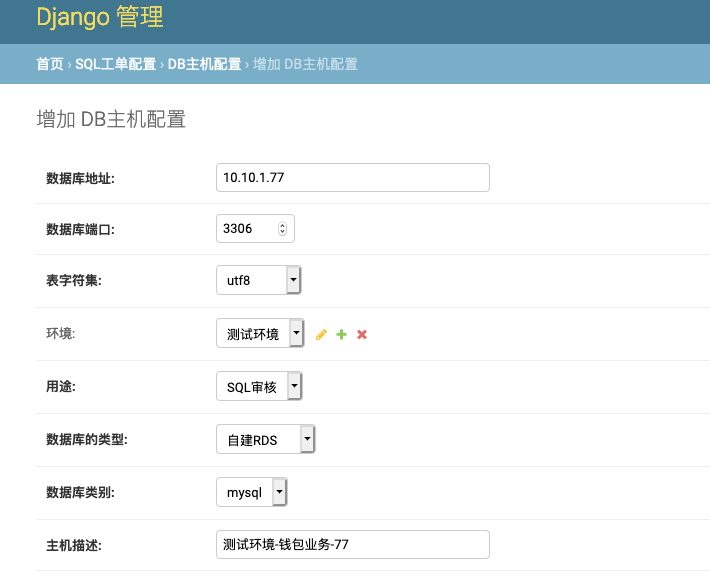 Django 管理
首页 › SQL工单配置 › DB主机配置 › 增加 DB主机配置
增加 DB主机配置
数据库地址: 10.10.1.77
数据库端口: 3306
表字符集: utf8
环境: 测试环境
用途: SQL审核
数据库的类型: 自建RDS
数据库类别: mysql
主机描述: 测试环境-钱包业务-77